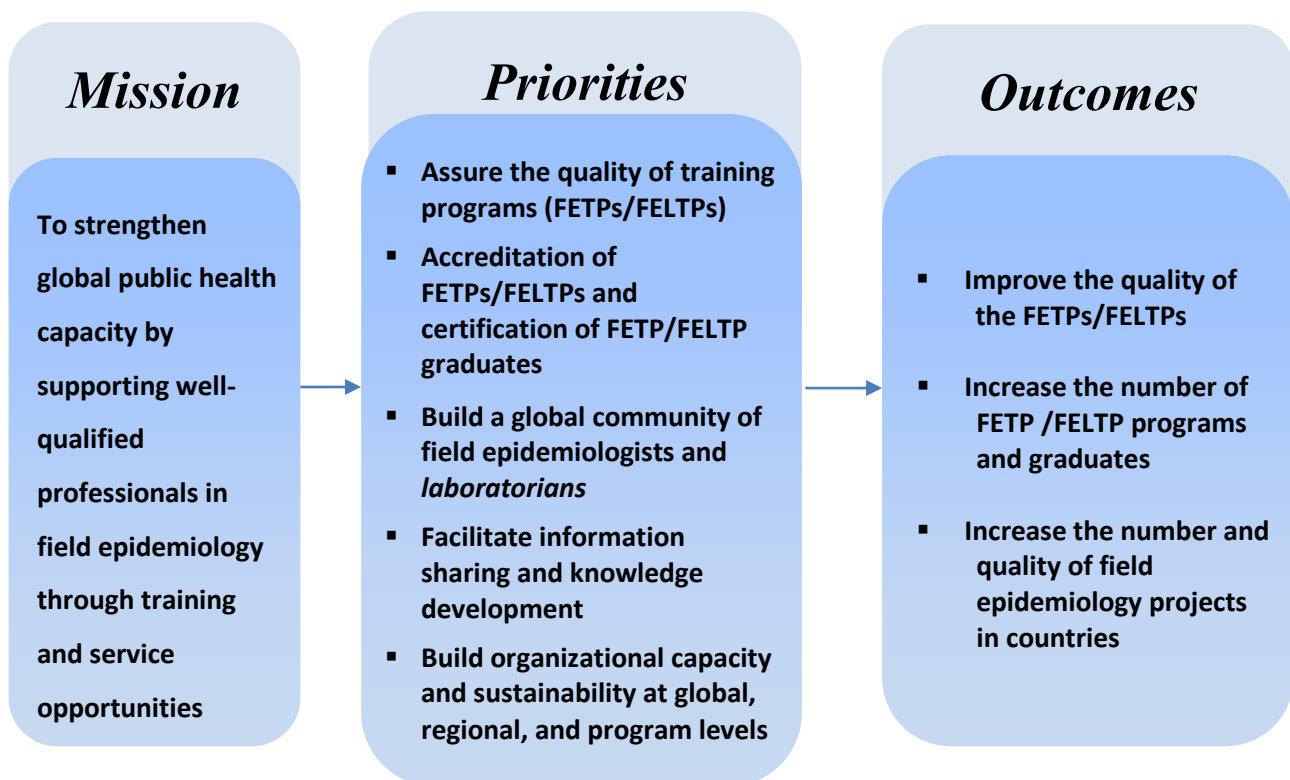 Mission
To strengthen
global public health
capacity by
supporting well-
qualified
professionals in
field epidemiology
through training
and service
opportunities
Priorities
▪ Assure the quality of training
programs (FETPs/FELTPs)
▪ Accreditation of
FETPs/FELTPs and
certification of FETP/FELTP
graduates
▪ Build a global community of
field epidemiologists and
laboratorians
▪ Facilitate information
sharing and knowledge
development
▪ Build organizational capacity
and sustainability at global,
regional, and program levels
Outcomes
▪ Improve the quality of
the FETPs/FELTPs
▪ Increase the number of
FETP /FELTP programs
and graduates
▪ Increase the number and
quality of field
epidemiology projects
in countries